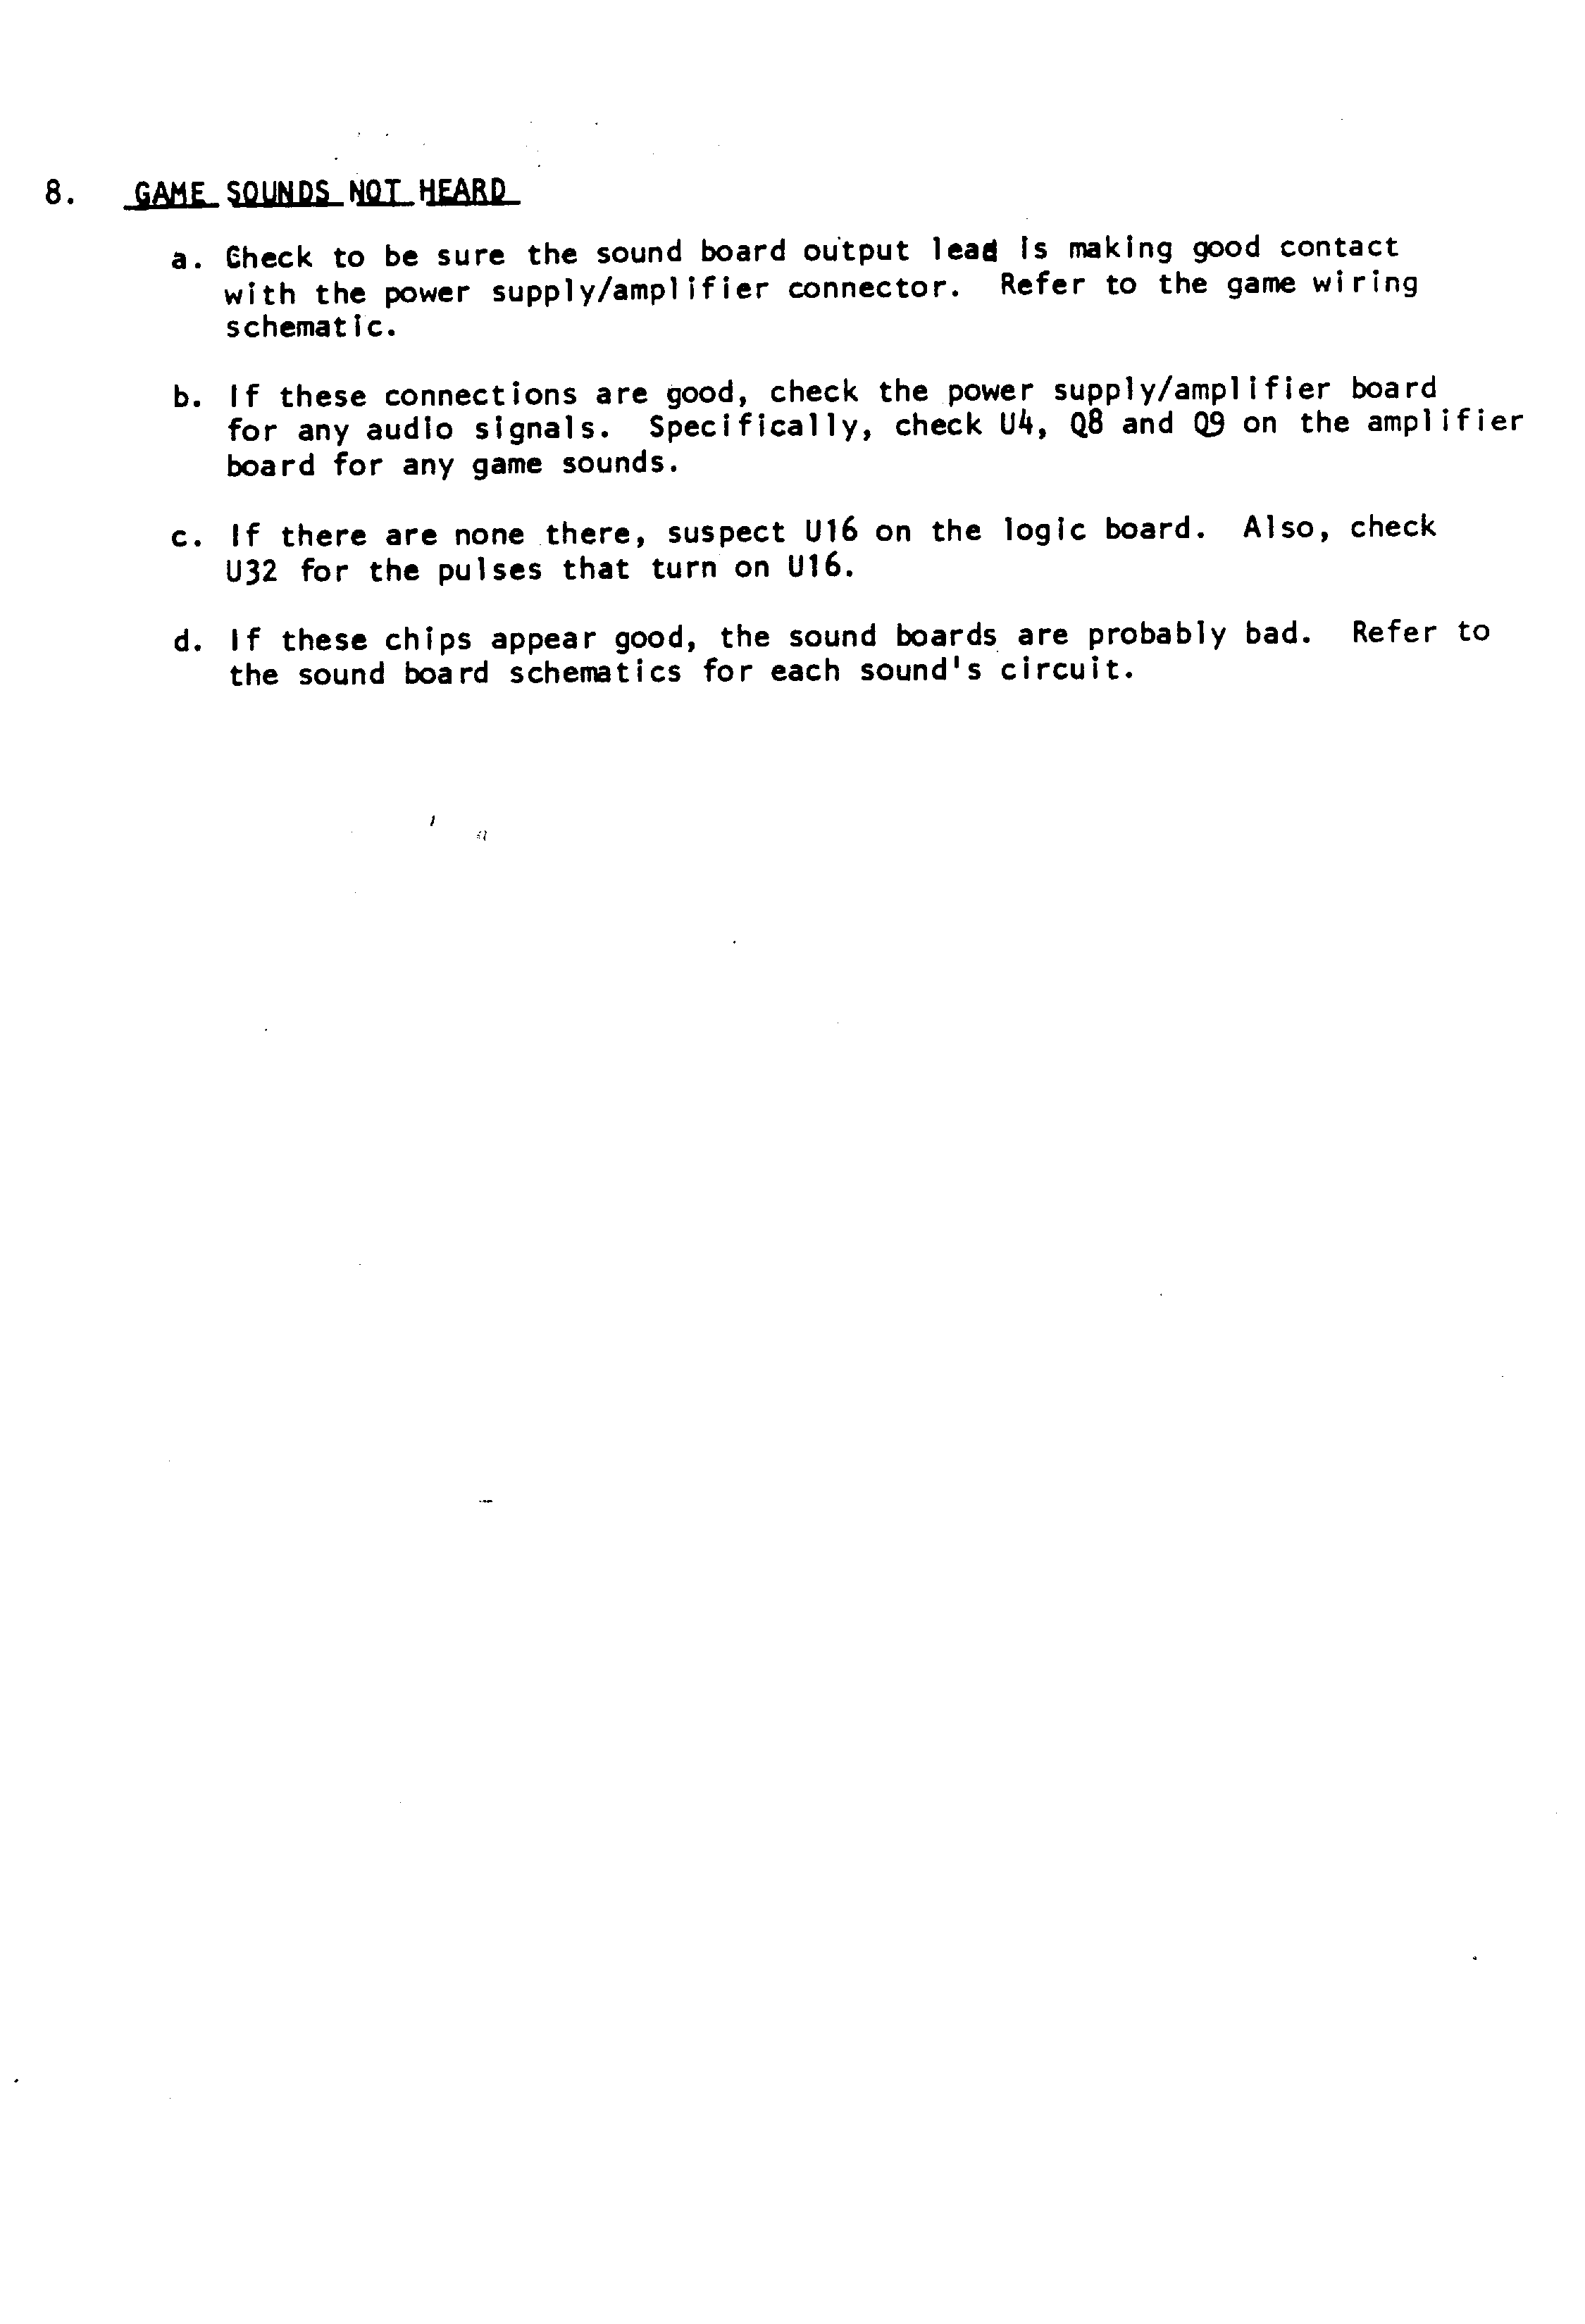 8. GAME SOUNDS NOT HEARD
a. Check to be sure the sound board output lead is making good contact
with the power supply/amplifier connector. Refer to the game wiring
schematic.
b. If these connections are good, check the power supply/amplifier board
for any audio signals. Specifically, check U4, Q8 and Q9 on the amplifier
board for any game sounds.
c. If there are none there, suspect U16 on the logic board. Also, check
U32 for the pulses that turn on U16.
d. If these chips appear good, the sound boards are probably bad. Refer to
the sound board schematics for each sound's circuit.